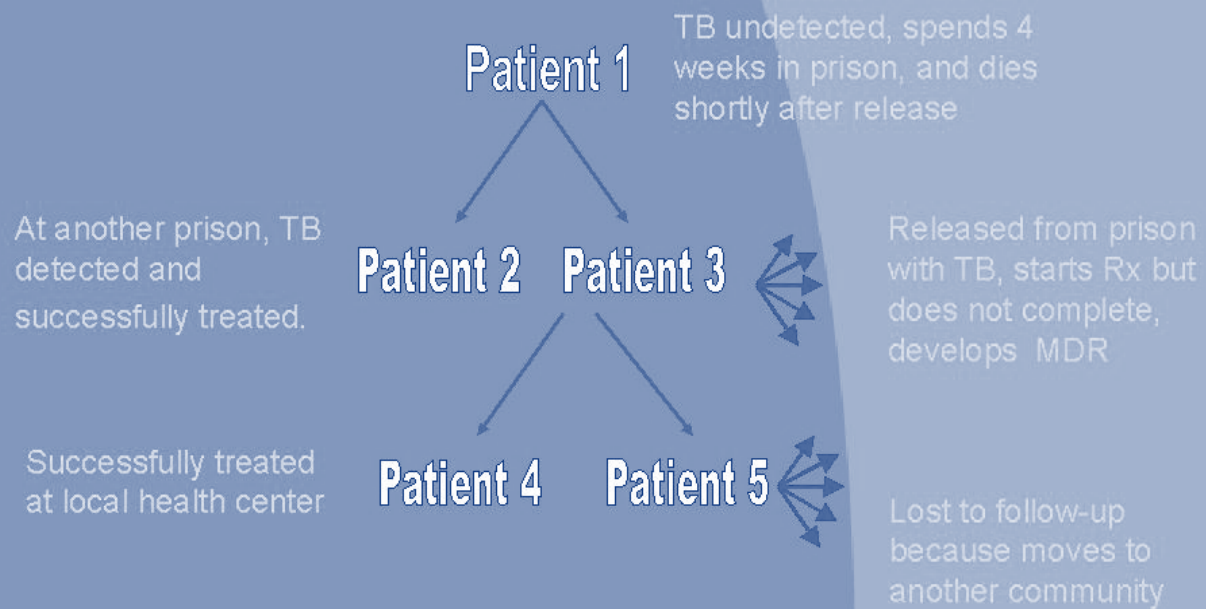 Patient 1
TB undetected, spends 4
weeks in prison, and dies
shortly after release
At another prison, TB
detected and
successfully treated.
Patient 2
Patient 3
Released from prison
with TB, starts Rx but
does not complete,
develops MDR
Successfully treated
at local health center
Patient 4
Patient 5
Lost to follow-up
because moves to
another community